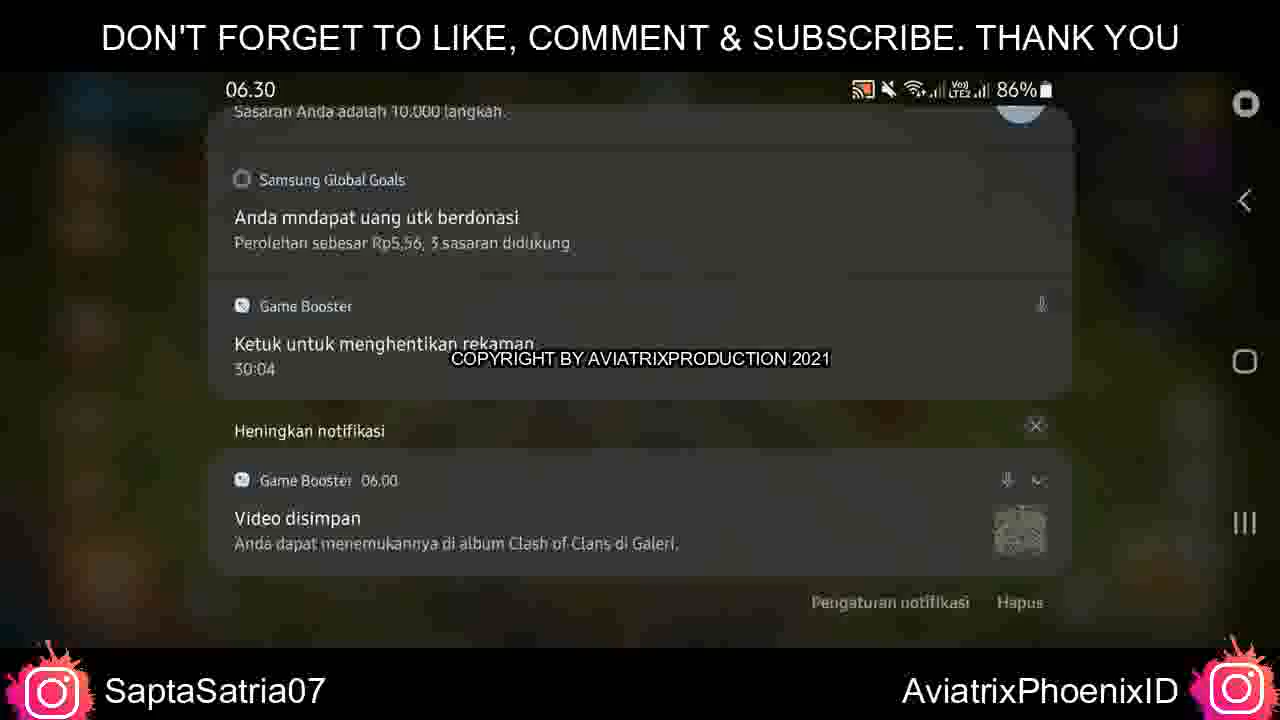 DON'T FORGET TO LIKE, COMMENT & SUBSCRIBE. THANK YOU
06.30 Vo) LTE2 86%
Sasaran Anda adalah 10.000 langkah.
Samsung Global Goals
Anda mndapat uang utk berdonasi
Perolehan sebesar Rp5,56, 3 sasaran didukung
Game Booster
Ketuk untuk menghentikan rekaman
COPYRIGHT BY AVIATRIXPRODUCTION 2021
30:04
Heningkan notifikasi
Game Booster 06.00
Video disimpan
Anda dapat menemukannya di album Clash of Clans di Galeri.
Pengaturan notifikasi Hapus
SaptaSatria07 AviatrixPhoenixID